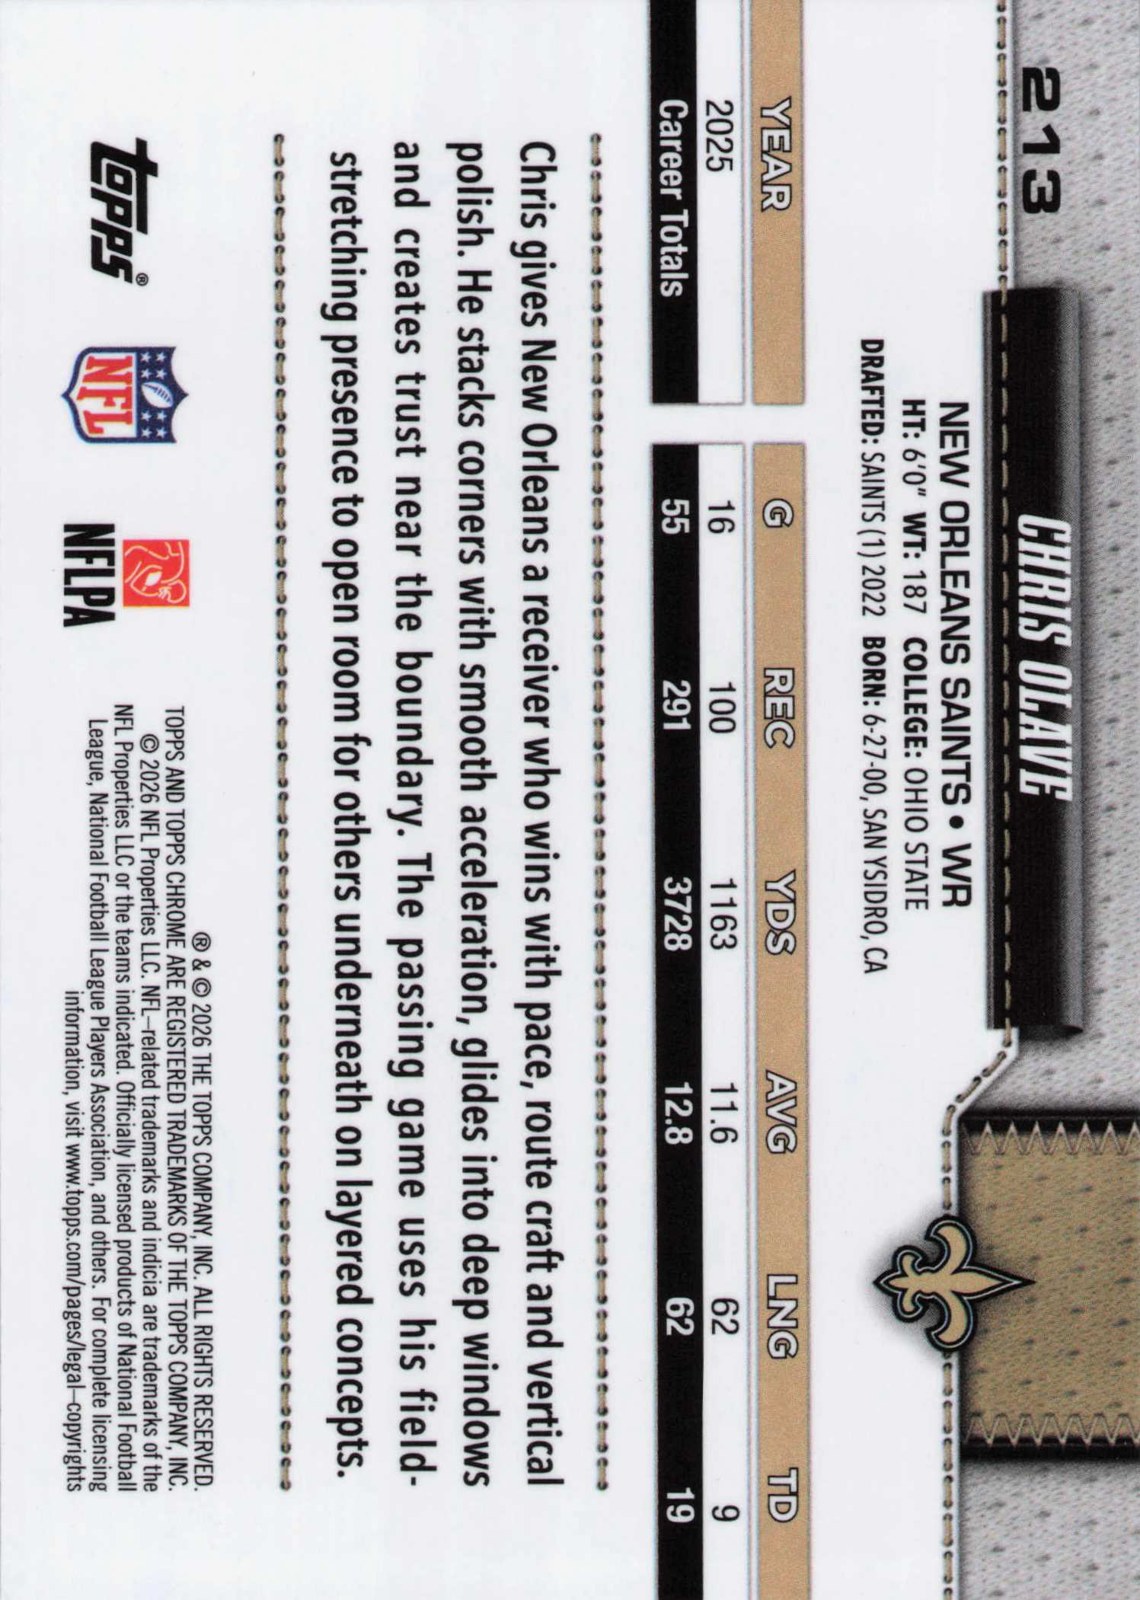 213
CHRIS OLAVE
NEW ORLEANS SAINTS • WR
HT: 6'0" WT: 187 COLLEGE: OHIO STATE
DRAFTED: SAINTS (1) 2022 BORN: 6-27-00, SAN YSIDRO, CA
YEAR G REC YDS AVG LNG TD
2025 16 100 1163 11.6 62 9
Career Totals 55 291 3728 12.8 62 19
Chris gives New Orleans a receiver who wins with pace, route craft and vertical
polish. He stacks corners with smooth acceleration, glides into deep windows
and creates trust near the boundary. The passing game uses his field-
stretching presence to open room for others underneath on layered concepts.
topps®
NFL
NFLPA
® & © 2026 THE TOPPS COMPANY, INC. ALL RIGHTS RESERVED.
TOPPS AND TOPPS CHROME ARE REGISTERED TRADEMARKS OF THE TOPPS COMPANY, INC.
© 2026 NFL Properties LLC. NFL-related trademarks and indicia are trademarks of the
NFL Properties LLC or the teams indicated. Officially licensed products of National Football
League, National Football League Players Association, and others. For complete licensing
information, visit www.topps.com/pages/legal-copyrights